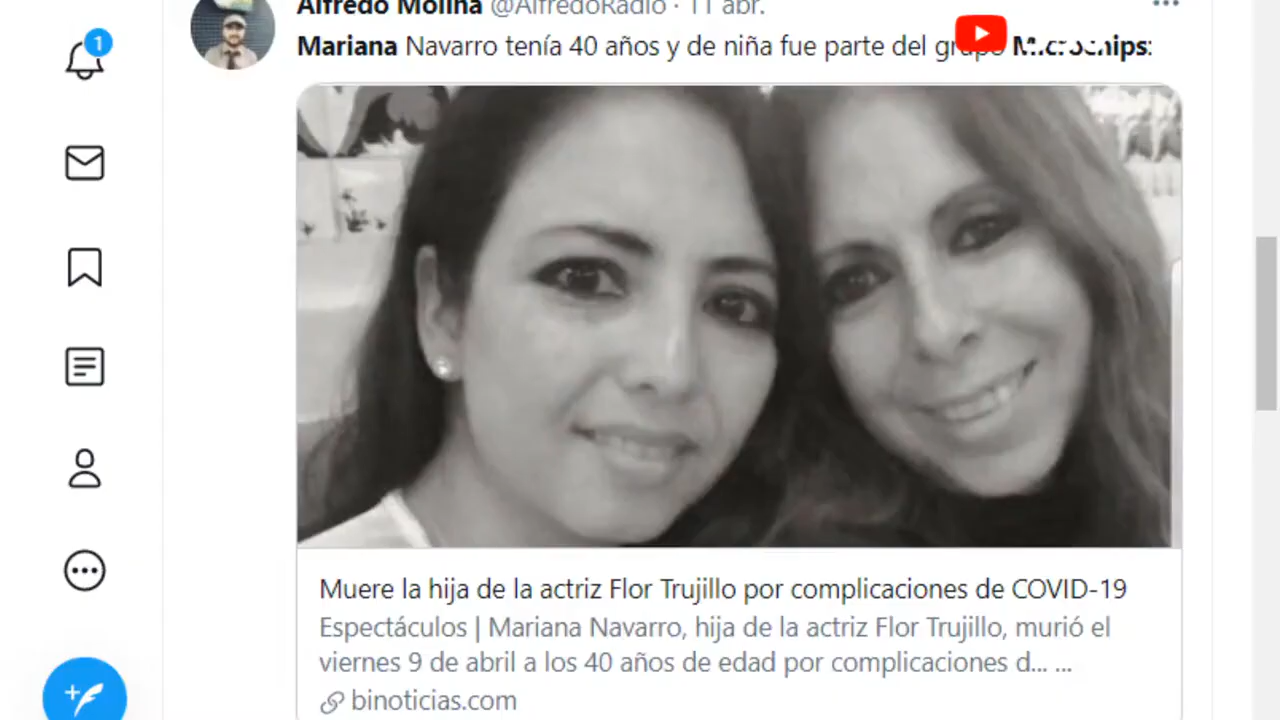 1
Alfredo Molina @AlfredoRadio · 11 abr.
Mariana Navarro tenía 40 años y de niña fue parte del grupo Microchips:
Muere la hija de la actriz Flor Trujillo por complicaciones de COVID-19
Espectáculos | Mariana Navarro, hija de la actriz Flor Trujillo, murió el
viernes 9 de abril a los 40 años de edad por complicaciones d... ...
binoticias.com